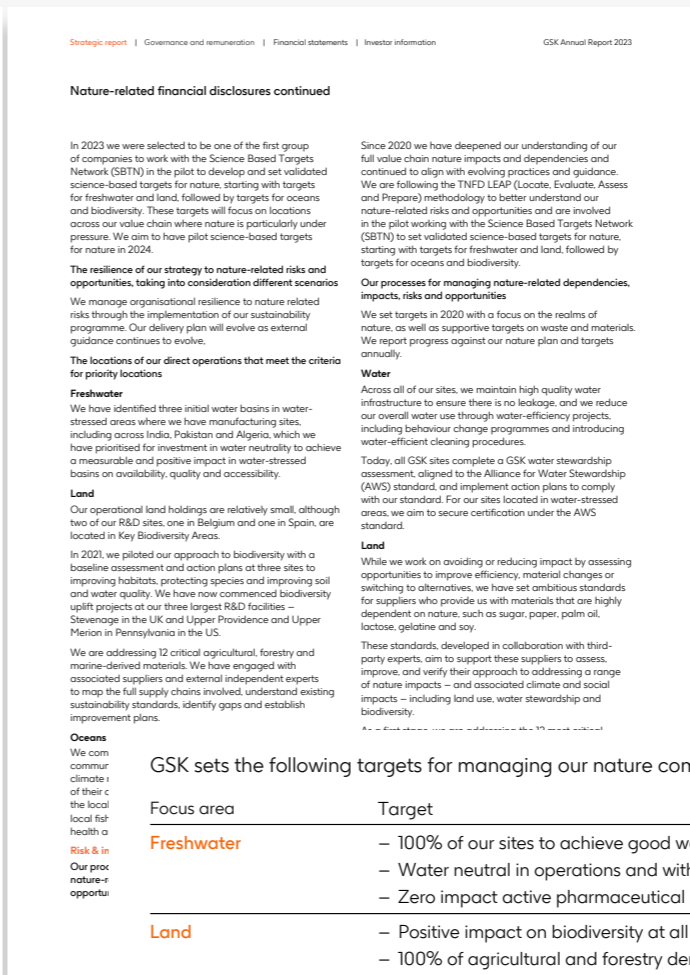 Strategic report | Governance and remuneration | Financial statements | Investor information
GSK Annual Report 2023
Nature-related financial disclosures continued
In 2023 we were selected to be one of the first group
of companies to work with the Science Based Targets
Network (SBTN) in the pilot to develop and set validated
science-based targets for nature, starting with targets
for freshwater and land, followed by targets for oceans
and biodiversity. These targets will focus on locations
across our value chain where nature is particularly under
pressure. We aim to have pilot science-based targets
for nature in 2024.
The resilience of our strategy to nature-related risks and
opportunities, taking into consideration different scenarios
We manage organisational resilience to nature related
risks through the implementation of our sustainability
programme. Our delivery plan will evolve as external
guidance continues to evolve.
The locations of our direct operations that meet the criteria
for priority locations
Freshwater
We have identified three initial water basins in water-
stressed areas where we have manufacturing sites,
including across India, Pakistan and Algeria, which we
have prioritised for investment in water neutrality to achieve
a measurable and positive impact in water-stressed
basins on availability, quality and accessibility.
Land
Our operational land holdings are relatively small, although
two of our R&D sites, one in Belgium and one in Spain, are
located in Key Biodiversity Areas.
In 2021, we piloted our approach to biodiversity with a
baseline assessment and action plans at three sites to
improving habitats, protecting species and improving soil
and water quality. We have now commenced biodiversity
uplift projects at our three largest R&D facilities –
Stevenage in the UK and Upper Providence and Upper
Merion in Pennsylvania in the US.
We are addressing 12 critical agricultural, forestry and
marine-derived materials. We have engaged with
associated suppliers and external independent experts
to map the full supply chains involved, understand existing
sustainability standards, identify gaps and establish
improvement plans.
Oceans
We com
commur
climate
of their
the local
local fish
health a
Risk & in
Our proc
nature-r
opportu
Since 2020 we have deepened our understanding of our
full value chain nature impacts and dependencies and
continued to align with evolving practices and guidance.
We are following the TNFD LEAP (Locate, Evaluate, Assess
and Prepare) methodology to better understand our
nature-related risks and opportunities and are involved
in the pilot working with the Science Based Targets Network
(SBTN) to set validated science-based targets for nature,
starting with targets for freshwater and land, followed by
targets for oceans and biodiversity.
Our processes for managing nature-related dependencies,
impacts, risks and opportunities
We set targets in 2020 with a focus on the realms of
nature, as well as supportive targets on waste and materials.
We report progress against our nature plan and targets
annually.
Water
Across all of our sites, we maintain high quality water
infrastructure to ensure there is no leakage, and we reduce
our overall water use through water-efficiency projects,
including behaviour change programmes and introducing
water-efficient cleaning procedures.
Today, all GSK sites complete a GSK water stewardship
assessment, aligned to the Alliance for Water Stewardship
(AWS) standard, and implement action plans to comply
with our standard. For our sites located in water-stressed
areas, we aim to secure certification under the AWS
standard.
Land
While we work on avoiding or reducing impact by assessing
opportunities to improve efficiency, material changes or
switching to alternatives, we have set ambitious standards
for suppliers who provide us with materials that are highly
dependent on nature, such as sugar, paper, palm oil,
lactose, gelatine and soy.
These standards, developed in collaboration with third-
party experts, aim to support these suppliers to assess,
improve, and verify their approach to addressing a range
of nature impacts – and associated climate and social
impacts – including land use, water stewardship and
biodiversity.
GSK sets the following targets for managing our nature com
Focus area Target
Freshwater – 100% of our sites to achieve good w
– Water neutral in operations and with
– Zero impact active pharmaceutical
Land – Positive impact on biodiversity at all
– 100% of agricultural and forestry der